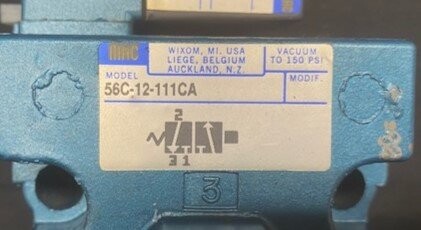 MAC
WIXOM, MI. USA
LIEGE, BELGIUM
AUCKLAND, N.Z.
VACUUM
TO 150 PSI
MODEL
56C-12-111CA
MODIF.
2
3 1
3